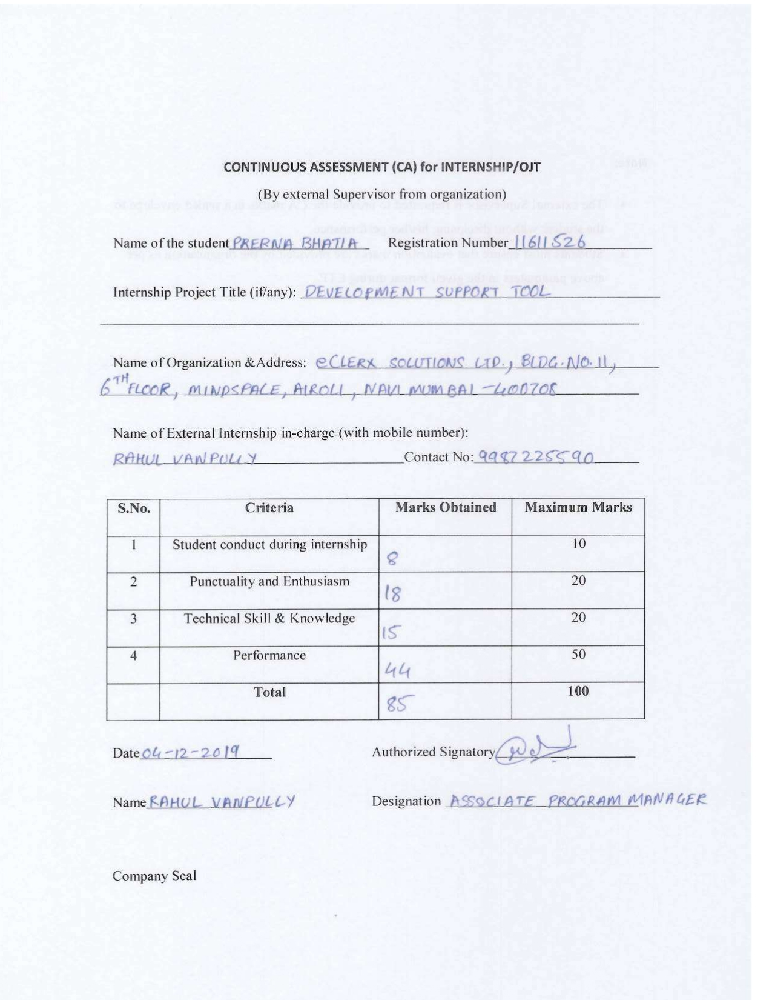 CONTINUOUS ASSESSMENT (CA) for INTERNSHIP/OJT
(By external Supervisor from organization)
Name of the student PRERNA BHATIA Registration Number 11611526
Internship Project Title (if/any): DEVELOPMENT SUPPORT TOOL
Name of Organization & Address: eCLERX SOLUTIONS LTD., BLDG. NO. 11,
6TH FLOOR, MINDSPACE, AIROLI, NAVI MUMBAI - 400708
Name of External Internship in-charge (with mobile number):
RAHUL VANPULLY Contact No: 9987225590
S.No. Criteria Marks Obtained Maximum Marks
1 Student conduct during internship 8 10
2 Punctuality and Enthusiasm 18 20
3 Technical Skill & Knowledge 15 20
4 Performance 44 50
Total 85 100
Date 04-12-2019 Authorized Signatory
Name RAHUL VANPULLY Designation ASSOCIATE PROGRAM MANAGER
Company Seal